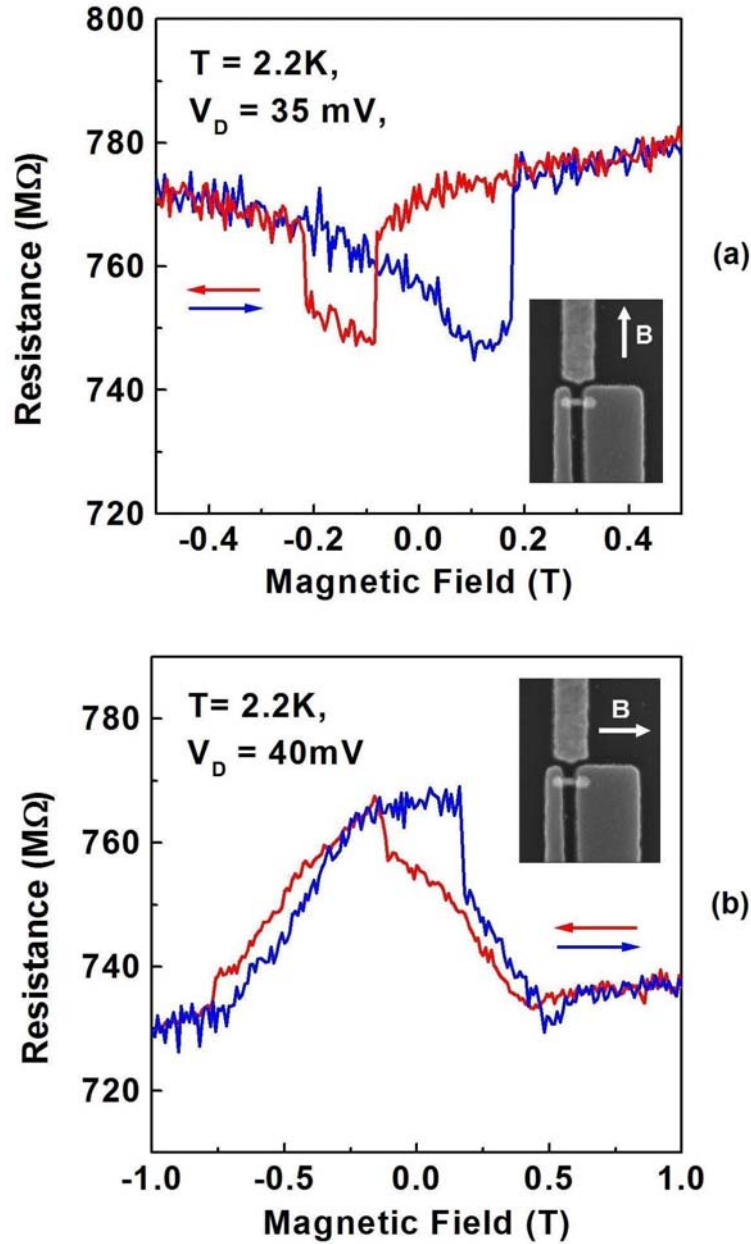 800
780
760
740
720
Resistance (MΩ)
T = 2.2K,
V_D = 35 mV,
B
(a)
-0.4 -0.2 0.0 0.2 0.4
Magnetic Field (T)
780
760
740
720
Resistance (MΩ)
T= 2.2K,
V_D = 40mV
B
(b)
-1.0 -0.5 0.0 0.5 1.0
Magnetic Field (T)